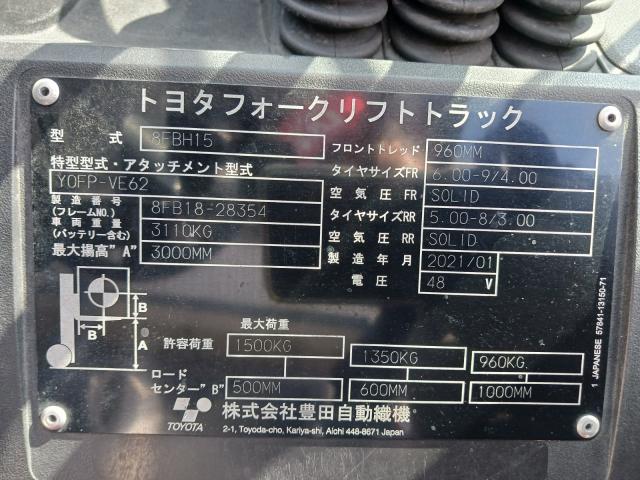 トヨタフォークリフトトラック
型 式 8FBH15
フロントトレッド 960MM
特型型式・アタッチメント型式
Y0FP-VE62
タイヤサイズFR 6.00-9/4.00
空気圧 FR SOLID
製造番号(フレームNO.) 8FB18-28354
タイヤサイズRR 5.00-8/3.00
車両重量(バッテリー含む) 3110KG
空気圧 RR SOLID
最大揚高"A" 3000MM
製造年月 2021/01
電圧 48 V
B
B
A
最大荷重
許容荷重 1500KG 1350KG 960KG
ロードセンター"B" 500MM 600MM 1000MM
TOYOTA
株式会社豊田自動織機
2-1, Toyoda-cho, Kariya-shi, Aichi 448-8671 Japan
1 JAPANESE 57841-13150-71